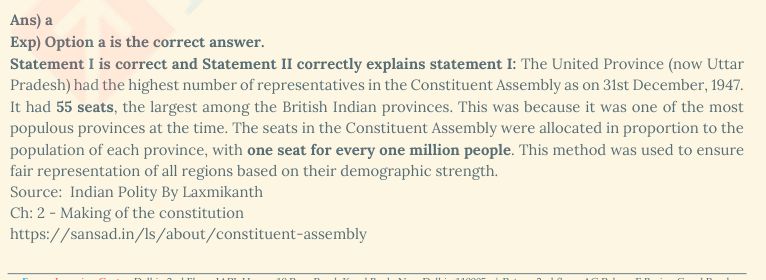 Ans) a
Exp) Option a is the correct answer.
Statement I is correct and Statement II correctly explains statement I: The United Province (now Uttar
Pradesh) had the highest number of representatives in the Constituent Assembly as on 31st December, 1947.
It had 55 seats, the largest among the British Indian provinces. This was because it was one of the most
populous provinces at the time. The seats in the Constituent Assembly were allocated in proportion to the
population of each province, with one seat for every one million people. This method was used to ensure
fair representation of all regions based on their demographic strength.
Source: Indian Polity By Laxmikanth
Ch: 2 - Making of the constitution
https://sansad.in/ls/about/constituent-assembly